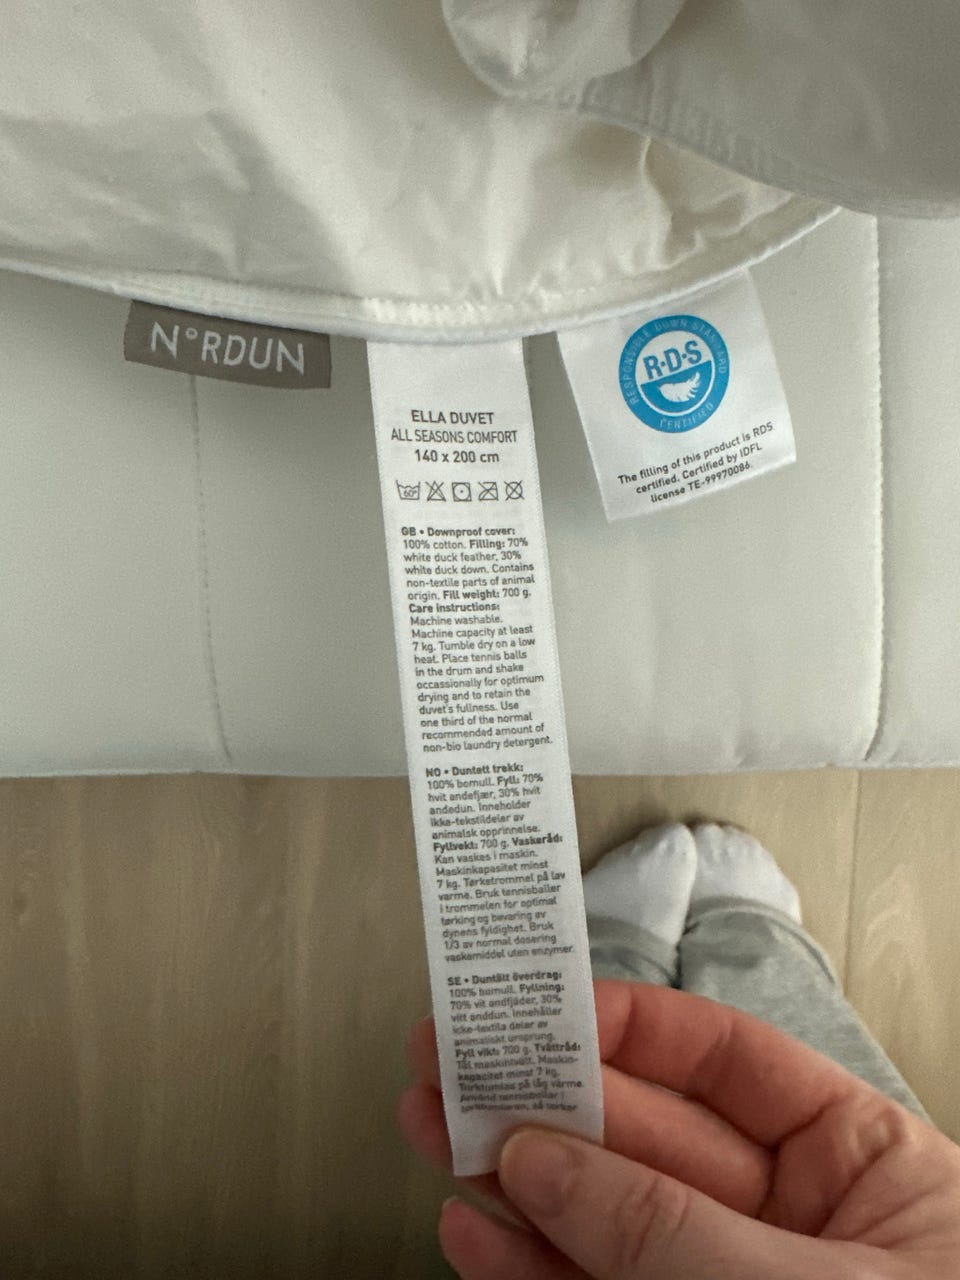 N°RDUN
ELLA DUVET
ALL SEASONS COMFORT
140 x 200 cm
60°
GB • Downproof cover:
100% cotton. Filling: 70%
white duck feather, 30%
white duck down. Contains
non-textile parts of animal
origin. Fill weight: 700 g.
Care instructions:
Machine washable.
Machine capacity at least
7 kg. Tumble dry on a low
heat. Place tennis balls
in the drum and shake
occassionally for optimum
drying and to retain the
duvet's fullness. Use
one third of the normal
recommended amount of
non-bio laundry detergent.
NO • Duntett trekk:
100% bomull. Fyll: 70%
hvit andefjær, 30% hvit
andedun. Inneholder
ikke-tekstildeler av
animalsk opprinnelse.
Fyllvekt: 700 g. Vaskeråd:
Kan vaskes i maskin.
Maskinkapasitet minst
7 kg. Tørketrommel på lav
varme. Bruk tennisballer
i trommelen for optimal
tørking og bevaring av
dynens fyldighet. Bruk
1/3 av normal dosering
vaskemiddel uten enzymer.
SE • Duntätt överdrag:
100% bomull. Fyllning:
70% vit andfjäder, 30%
vitt anddun. Innehåller
icke-textila delar av
animaliskt ursprung.
Fyll vikt: 700 g. Tvättråd:
Tål maskintvätt. Maskin-
kapacitet minst 7 kg.
Torktumlas på låg värme.
Använd tennisbollar i
RESPONSIBLE DOWN STANDARD
R·D·S
CERTIFIED
The filling of this product is RDS
certified. Certified by IDFL
license TE-99970086.